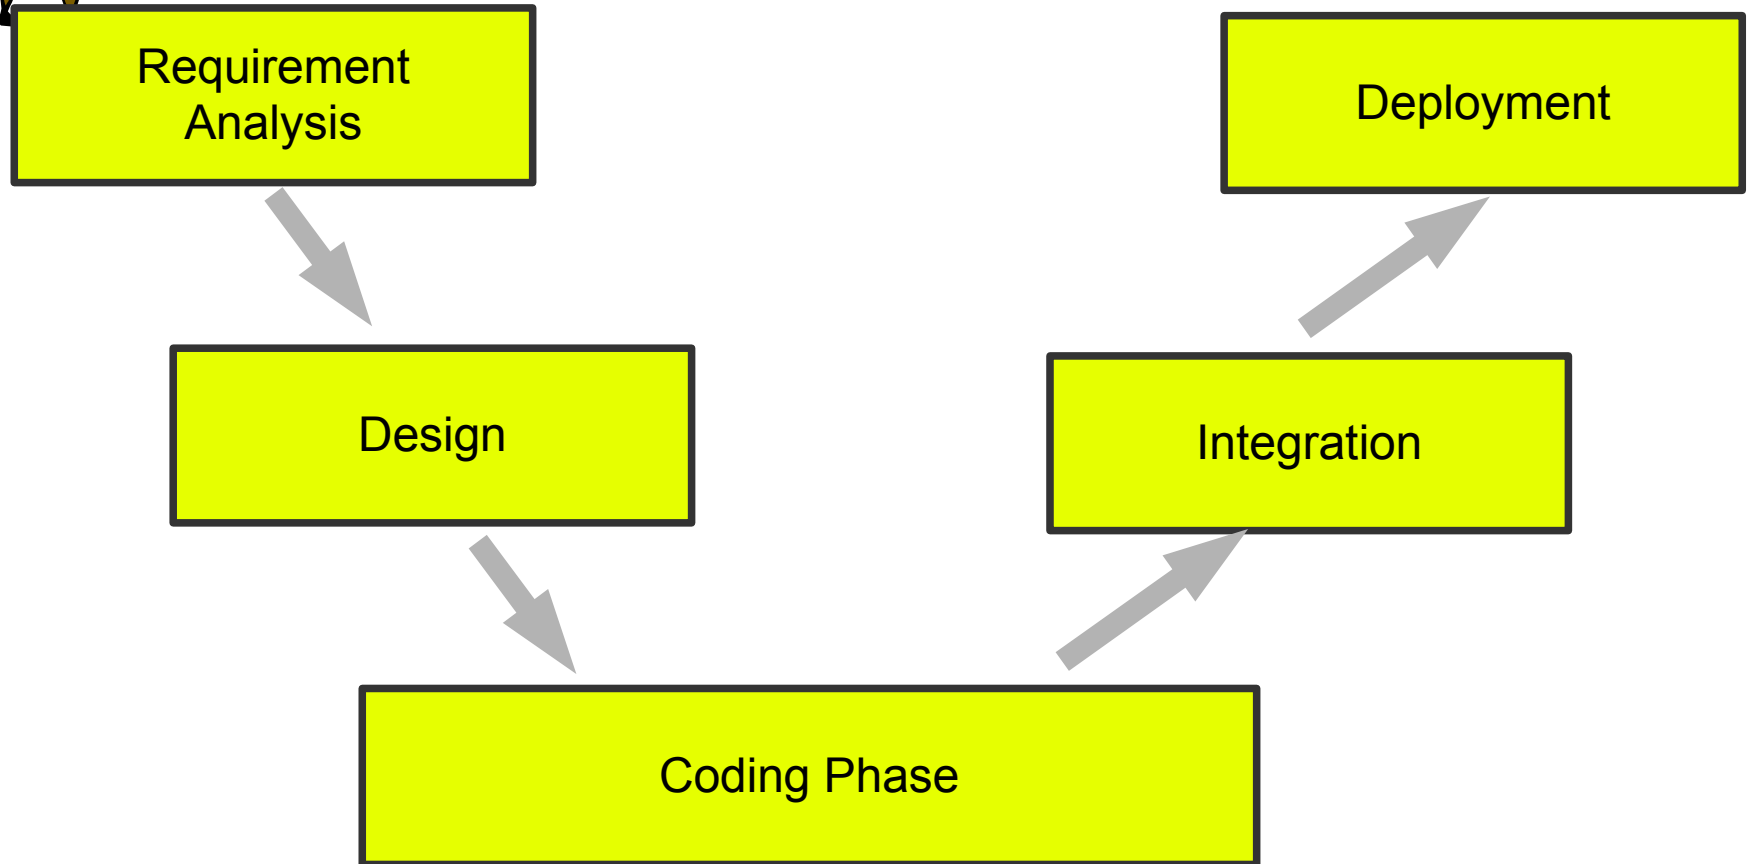 Requirement
Analysis
Deployment
Design
Integration
Coding Phase